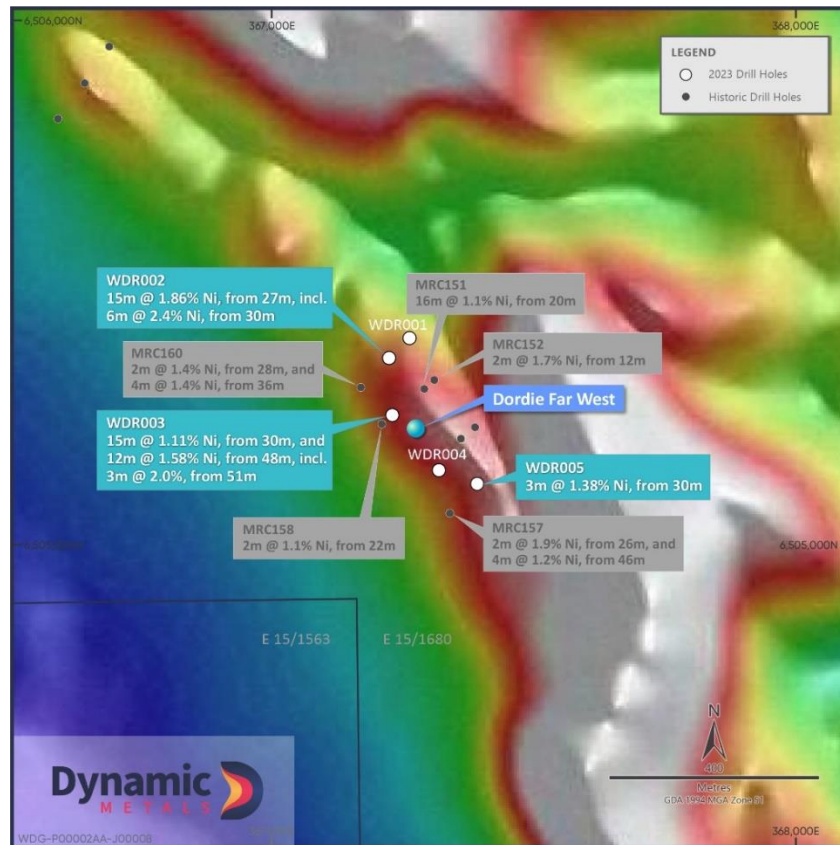 6,506,000N
367,000E
368,000E
LEGEND
2023 Drill Holes
Historic Drill Holes
WDR002
15m @ 1.86% Ni, from 27m, incl.
6m @ 2.4% Ni, from 30m
MRC151
16m @ 1.1% Ni, from 20m
WDR001
MRC160
2m @ 1.4% Ni, from 28m, and
4m @ 1.4% Ni, from 36m
MRC152
2m @ 1.7% Ni, from 12m
Dordie Far West
WDR003
15m @ 1.11% Ni, from 30m, and
12m @ 1.58% Ni, from 48m, incl.
3m @ 2.0%, from 51m
WDR004
WDR005
3m @ 1.38% Ni, from 30m
MRC158
2m @ 1.1% Ni, from 22m
MRC157
2m @ 1.9% Ni, from 26m, and
4m @ 1.2% Ni, from 46m
6,505,000N
6,505,000N
E 15/1563
E 15/1680
N
400
Metres
GDA 1994 MGA Zone 51
Dynamic
METALS
WDG-P00002AA-J00008
368,000E